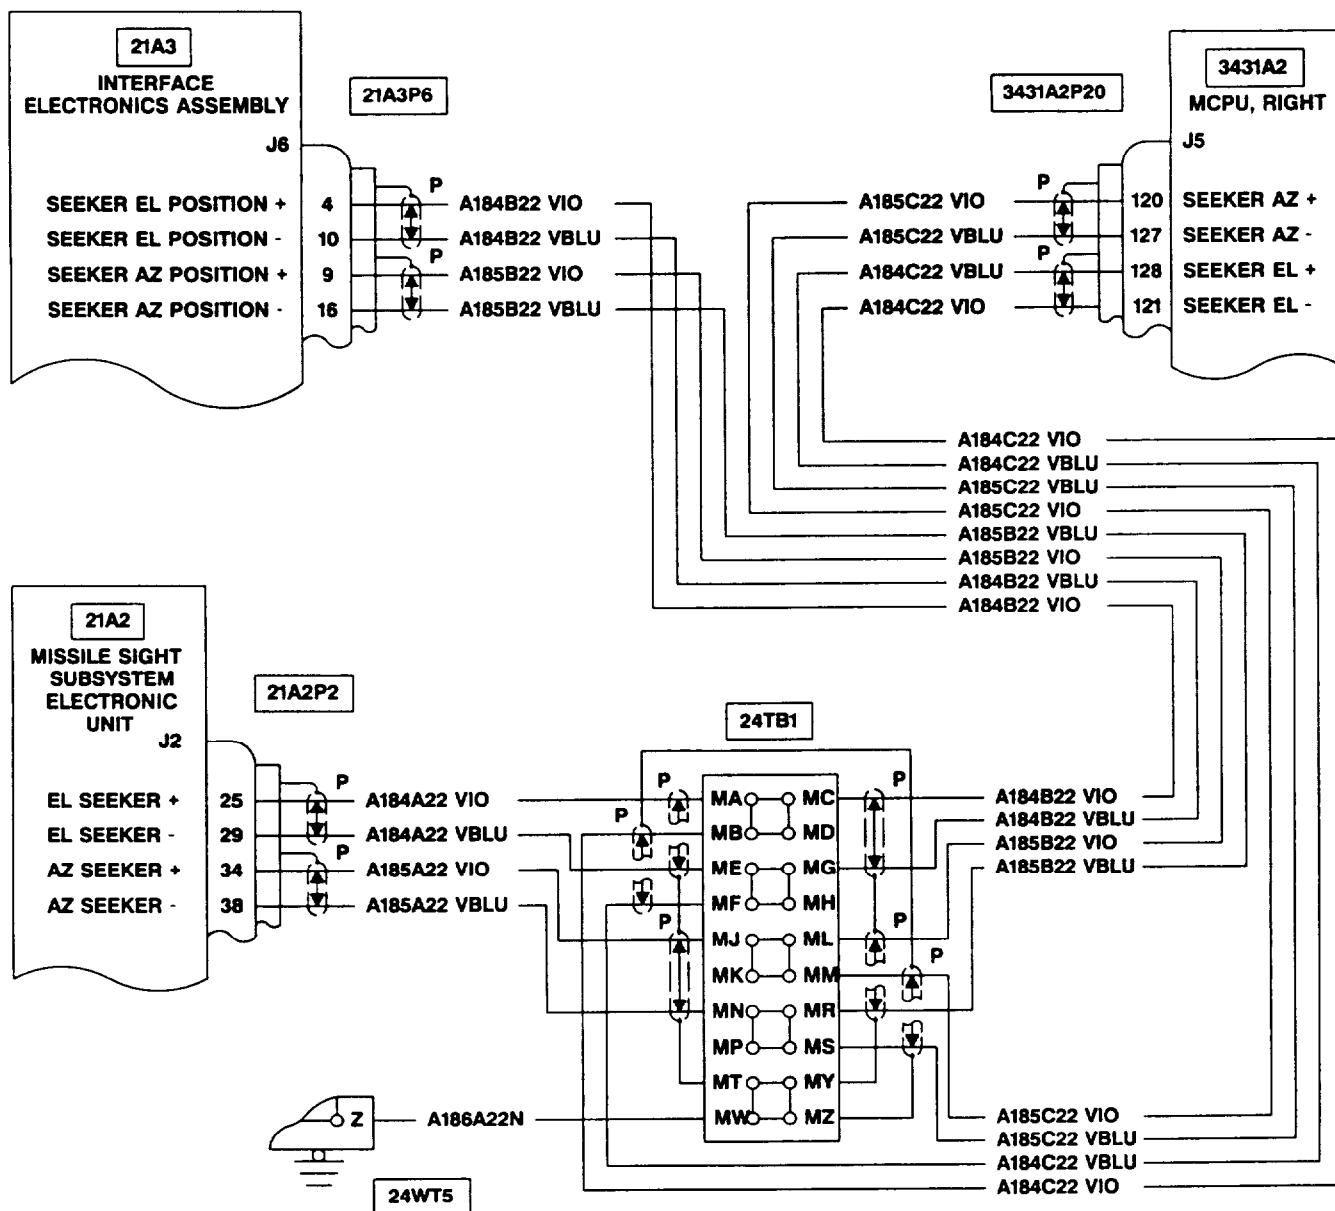 21A3
INTERFACE
ELECTRONICS ASSEMBLY
J6
21A3P6
SEEKER EL POSITION + 4 P A184B22 VIO
SEEKER EL POSITION - 10 A184B22 VBLU
SEEKER AZ POSITION + 9 P A185B22 VIO
SEEKER AZ POSITION - 16 A185B22 VBLU
3431A2P20
3431A2
MCPU, RIGHT
J5
A185C22 VIO P 120 SEEKER AZ +
A185C22 VBLU 127 SEEKER AZ -
A184C22 VBLU P 128 SEEKER EL +
A184C22 VIO 121 SEEKER EL -
A184C22 VIO
A184C22 VBLU
A185C22 VBLU
A185C22 VIO
A185B22 VBLU
A185B22 VIO
A184B22 VBLU
A184B22 VIO
21A2
MISSILE SIGHT
SUBSYSTEM
ELECTRONIC
UNIT
J2
21A2P2
EL SEEKER + 25 P A184A22 VIO
EL SEEKER - 29 A184A22 VBLU
AZ SEEKER + 34 P A185A22 VIO
AZ SEEKER - 38 A185A22 VBLU
24TB1
P P
P MA MC A184B22 VIO
MB MD A184B22 VBLU
ME MG A185B22 VIO
MF MH A185B22 VBLU
P MJ ML P
MK MM P
MN MR
MP MS
MT MY
MW MZ
Z A186A22N
24WT5
A185C22 VIO
A185C22 VBLU
A184C22 VBLU
A184C22 VIO